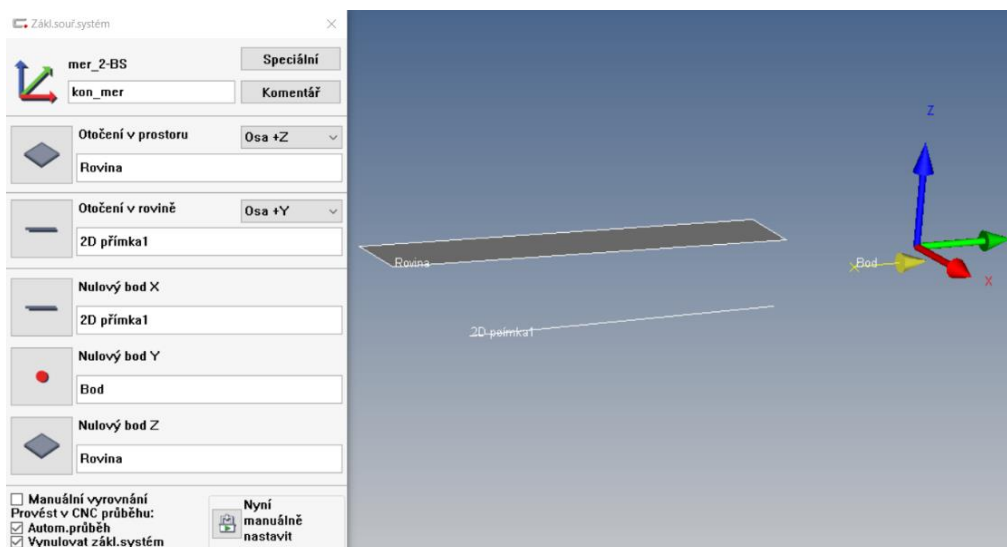 Zákl.souř.systém
mer_2-BS
Speciální
kon_mer
Komentář
Otočení v prostoru
Osa +Z
Rovina
Otočení v rovině
Osa +Y
2D přímka1
Nulový bod X
2D přímka1
Nulový bod Y
Bod
Nulový bod Z
Rovina
Manuální vyrovnání
Provést v CNC průběhu:
Autom.průběh
Vynulovat zákl.systém
Nyní
manuálně
nastavit
Z
Rovina
Bod
X
2D poímka1